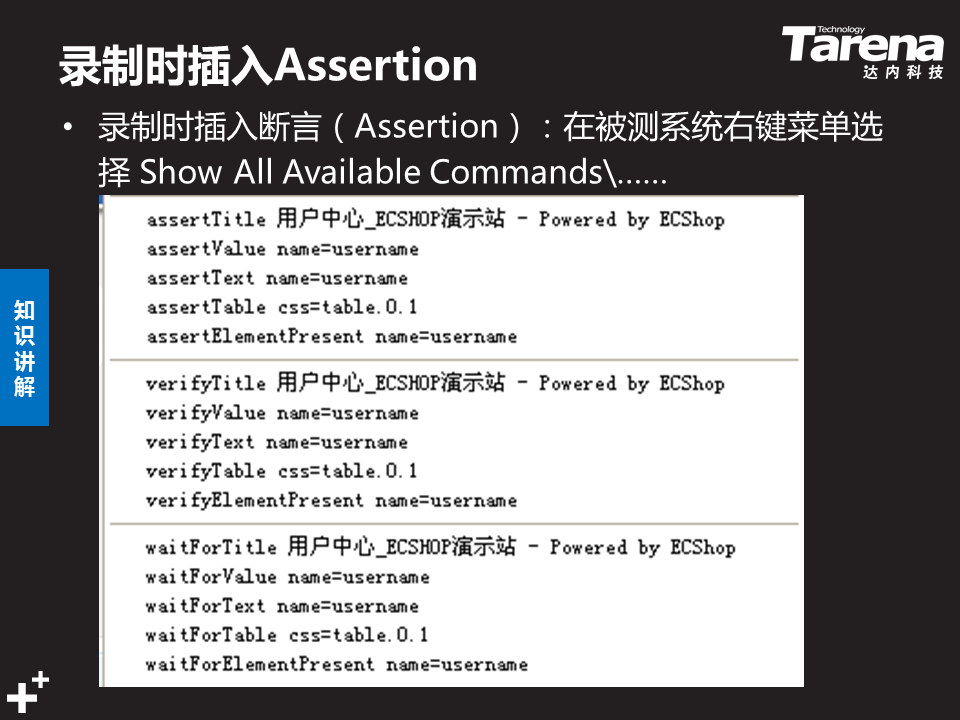 录制时插入Assertion
Technology
Tarena
达内科技
• 录制时插入断言（Assertion）：在被测系统右键菜单选
择 Show All Available Commands\……
知
识
讲
解
assertTitle 用户中心_ECSHOP演示站 - Powered by ECShop
assertValue name=username
assertText name=username
assertTable css=table.0.1
assertElementPresent name=username
verifyTitle 用户中心_ECSHOP演示站 - Powered by ECShop
verifyValue name=username
verifyText name=username
verifyTable css=table.0.1
verifyElementPresent name=username
waitForTitle 用户中心_ECSHOP演示站 - Powered by ECShop
waitForValue name=username
waitForText name=username
waitForTable css=table.0.1
waitForElementPresent name=username